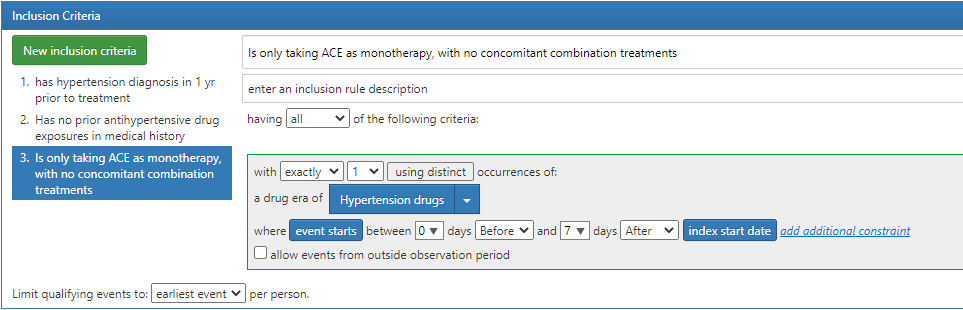 Inclusion Criteria
New inclusion criteria
1. has hypertension diagnosis in 1 yr
prior to treatment
2. Has no prior antihypertensive drug
exposures in medical history
3. Is only taking ACE as monotherapy,
with no concomitant combination
treatments
Is only taking ACE as monotherapy, with no concomitant combination treatments
enter an inclusion rule description
having all of the following criteria:
with exactly 1 using distinct occurrences of:
a drug era of Hypertension drugs
where event starts between 0 ▼ days Before and 7 ▼ days After index start date add additional constraint
allow events from outside observation period
Limit qualifying events to: earliest event per person.